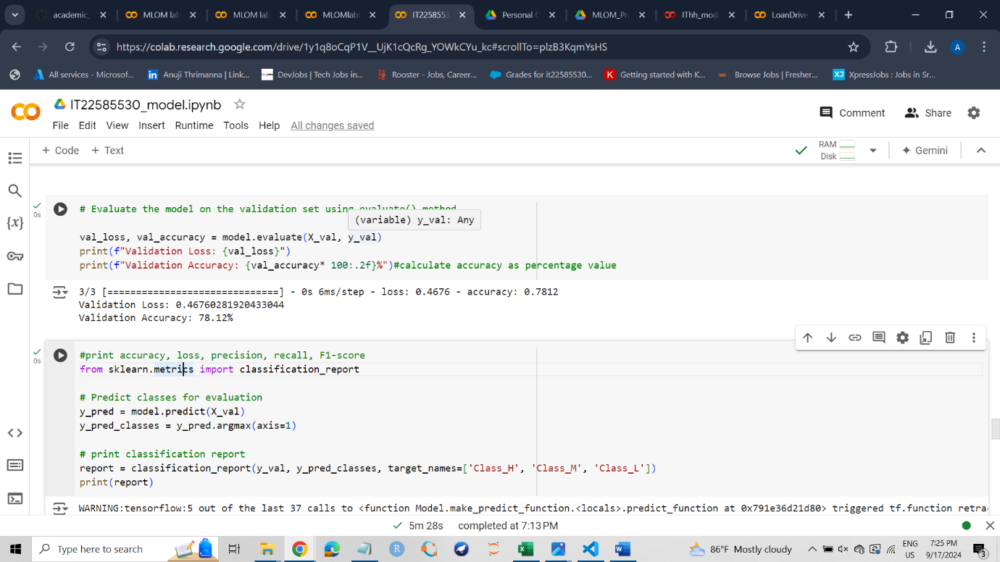 academic_
MLOM lab
MLOM lab
MLOMlab
IT2258553
Personal C
MLOM_Pr
IThh_mod
LoanDrive
https://colab.research.google.com/drive/1y1q8oCqP1V__UjK1cQcRg_YOWkCYu_kc#scrollTo=plzB3KqmYsHS
A
All services - Microsof...
Anuji Thrimanna | Link...
DevJobs | Tech Jobs in...
Rooster - Jobs, Career...
Grades for it22585530...
Getting started with K...
Browse Jobs | Fresher...
XpressJobs : Jobs in Sr...
IT22585530_model.ipynb
Comment
Share
File Edit View Insert Runtime Tools Help All changes saved
+ Code + Text
RAM
Disk
Gemini
# Evaluate the model on the validation set using evaluate() method
0s
(variable) y_val: Any
val_loss, val_accuracy = model.evaluate(X_val, y_val)
print(f"Validation Loss: {val_loss}")
print(f"Validation Accuracy: {val_accuracy* 100:.2f}%")#calculate accuracy as percentage value
3/3 [==============================] - 0s 6ms/step - loss: 0.4676 - accuracy: 0.7812
Validation Loss: 0.46760281920433044
Validation Accuracy: 78.12%
#print accuracy, loss, precision, recall, F1-score
0s
from sklearn.metrics import classification_report
# Predict classes for evaluation
y_pred = model.predict(X_val)
y_pred_classes = y_pred.argmax(axis=1)
# print classification report
report = classification_report(y_val, y_pred_classes, target_names=['Class_H', 'Class_M', 'Class_L'])
print(report)
WARNING:tensorflow:5 out of the last 37 calls to <function Model.make_predict_function.<locals>.predict_function at 0x791e36d21d80> triggered tf.function retra
5m 28s completed at 7:13 PM
Type here to search
86°F Mostly cloudy
ENG
US
7:25 PM
9/17/2024
3